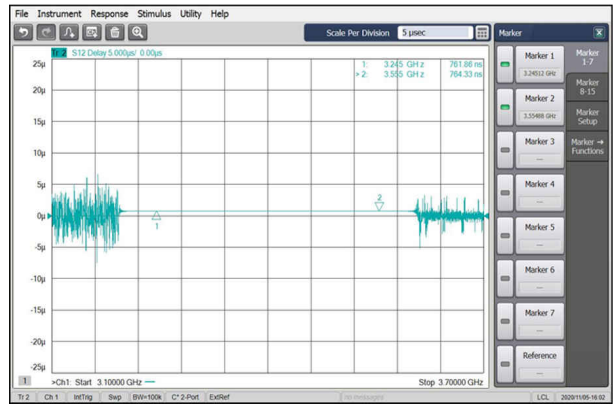 File Instrument Response Stimulus Utility Help
Scale Per Division 5 µsec
Marker X
Tr 2 S12 Delay 5.000µs/ 0.00µs
1: 3.245 GHz 761.86 ns
> 2: 3.555 GHz 764.33 ns
25µ
20µ
15µ
10µ
5µ
0µ
-5µ
-10µ
-15µ
-20µ
-25µ
1
2
1 >Ch1: Start 3.10000 GHz Stop 3.70000 GHz
Marker 1
3.24512 GHz
Marker 2
3.55488 GHz
Marker 3
---
Marker 4
---
Marker 5
---
Marker 6
---
Marker 7
---
Reference
---
Marker 1-7
Marker 8-15
Marker Setup
Marker → Functions
Tr 2 Ch 1 IntTrig Swp BW=100k C* 2-Port ExtRef no messages LCL 2020/11/05-16:02